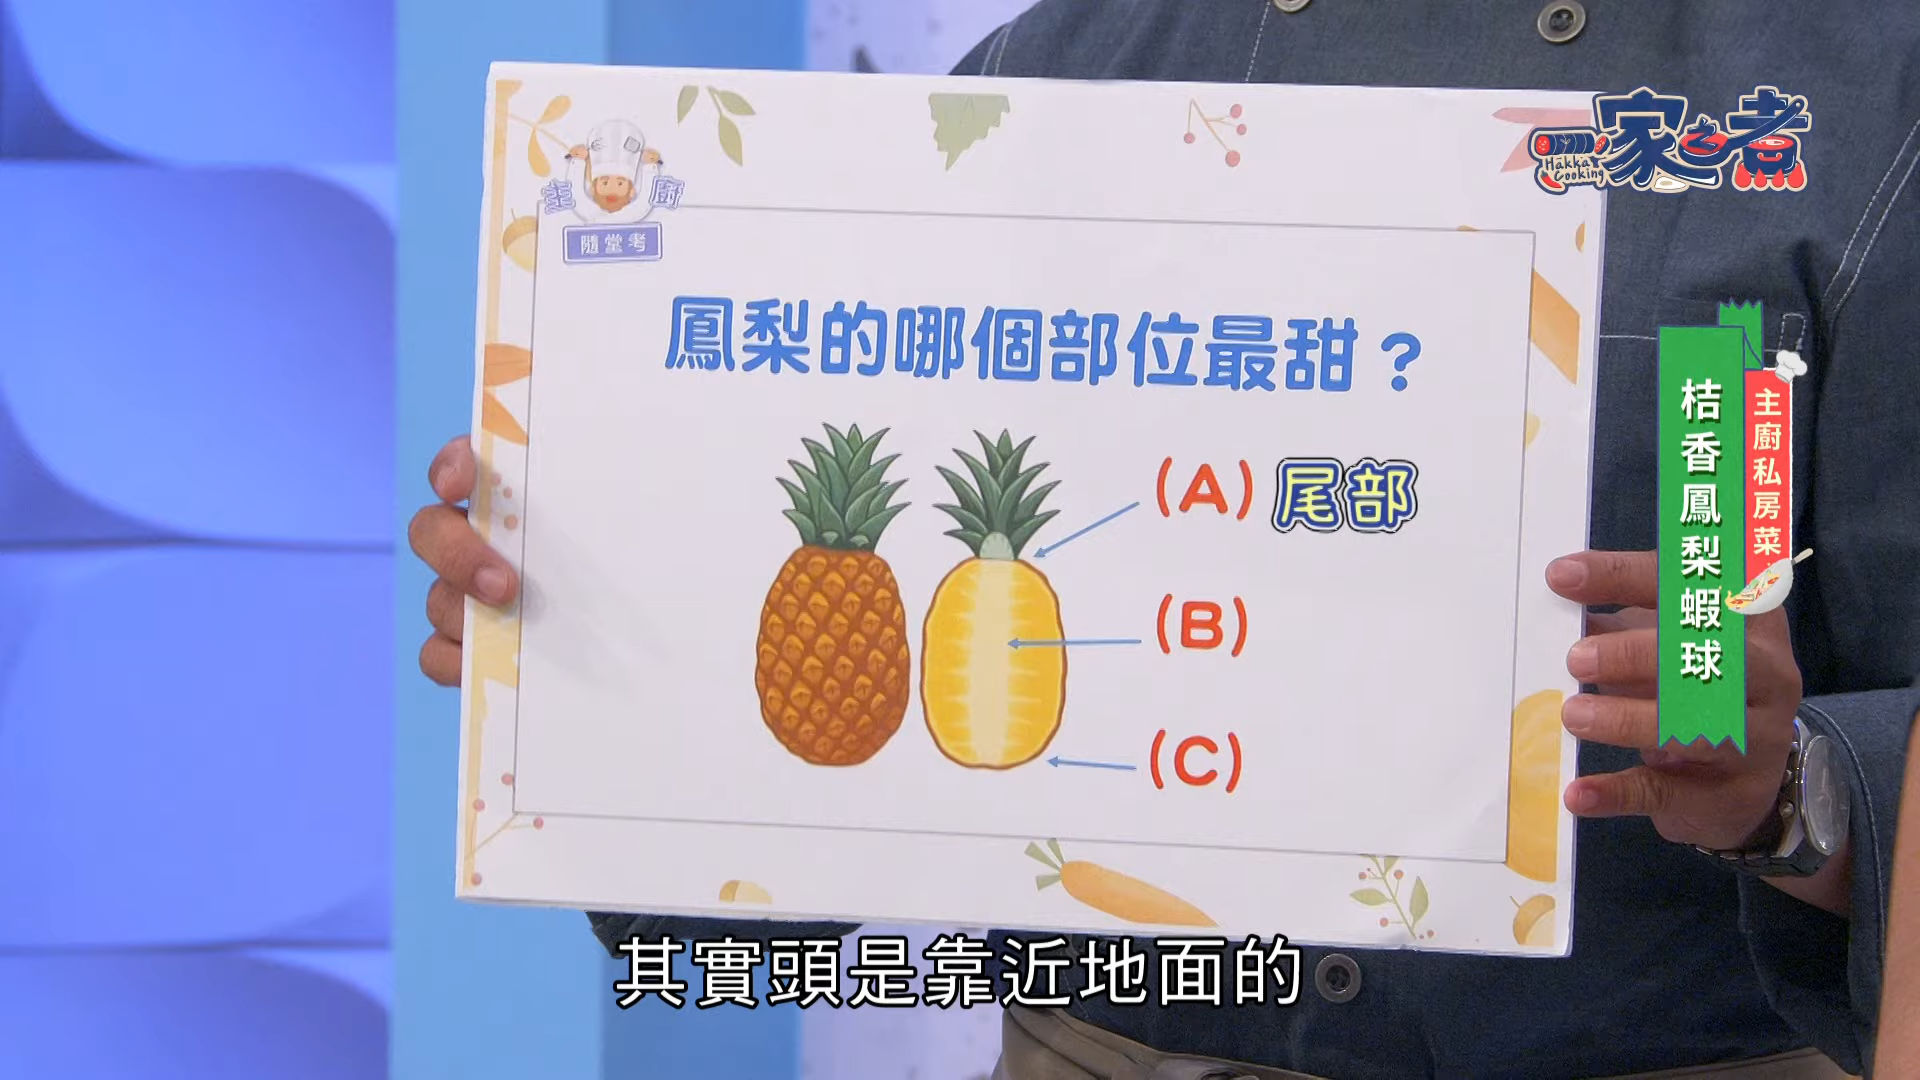 一家之煮
Hakka
Cooking
主廚
隨堂考
鳳梨的哪個部位最甜？
(A) 尾部
(B)
(C)
主廚私房菜
桔香鳳梨蝦球
其實頭是靠近地面的